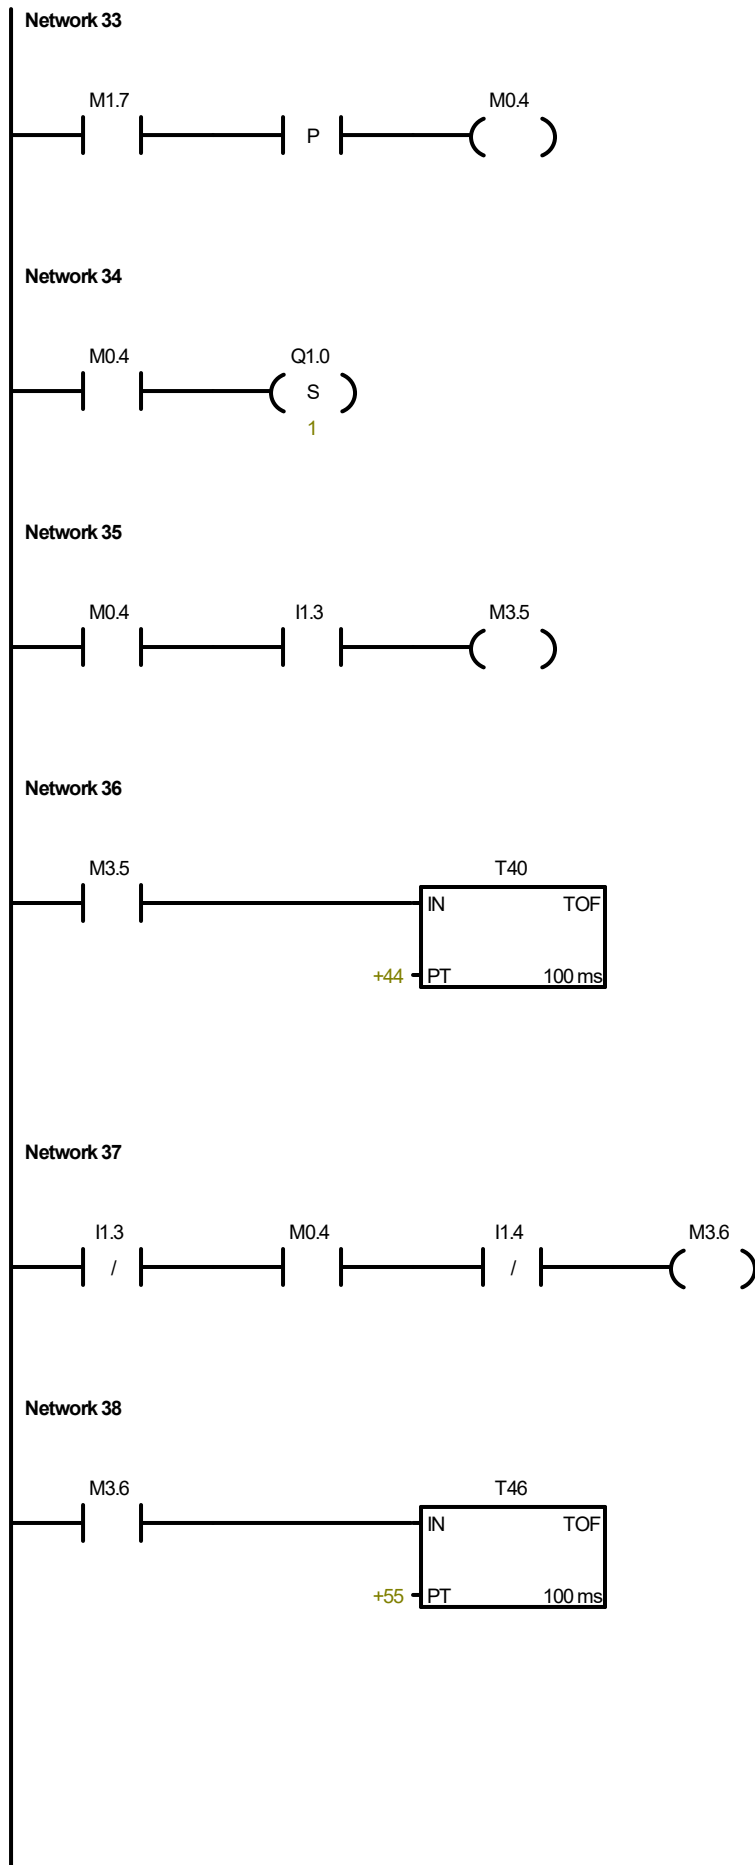 Network 33
M1.7 M0.4
P
Network 34
M0.4 Q1.0
S
1
Network 35
M0.4 I1.3 M3.5
Network 36
M3.5 T40
IN TOF
+44 PT 100 ms
Network 37
I1.3 M0.4 I1.4 M3.6
/ /
Network 38
M3.6 T46
IN TOF
+55 PT 100 ms